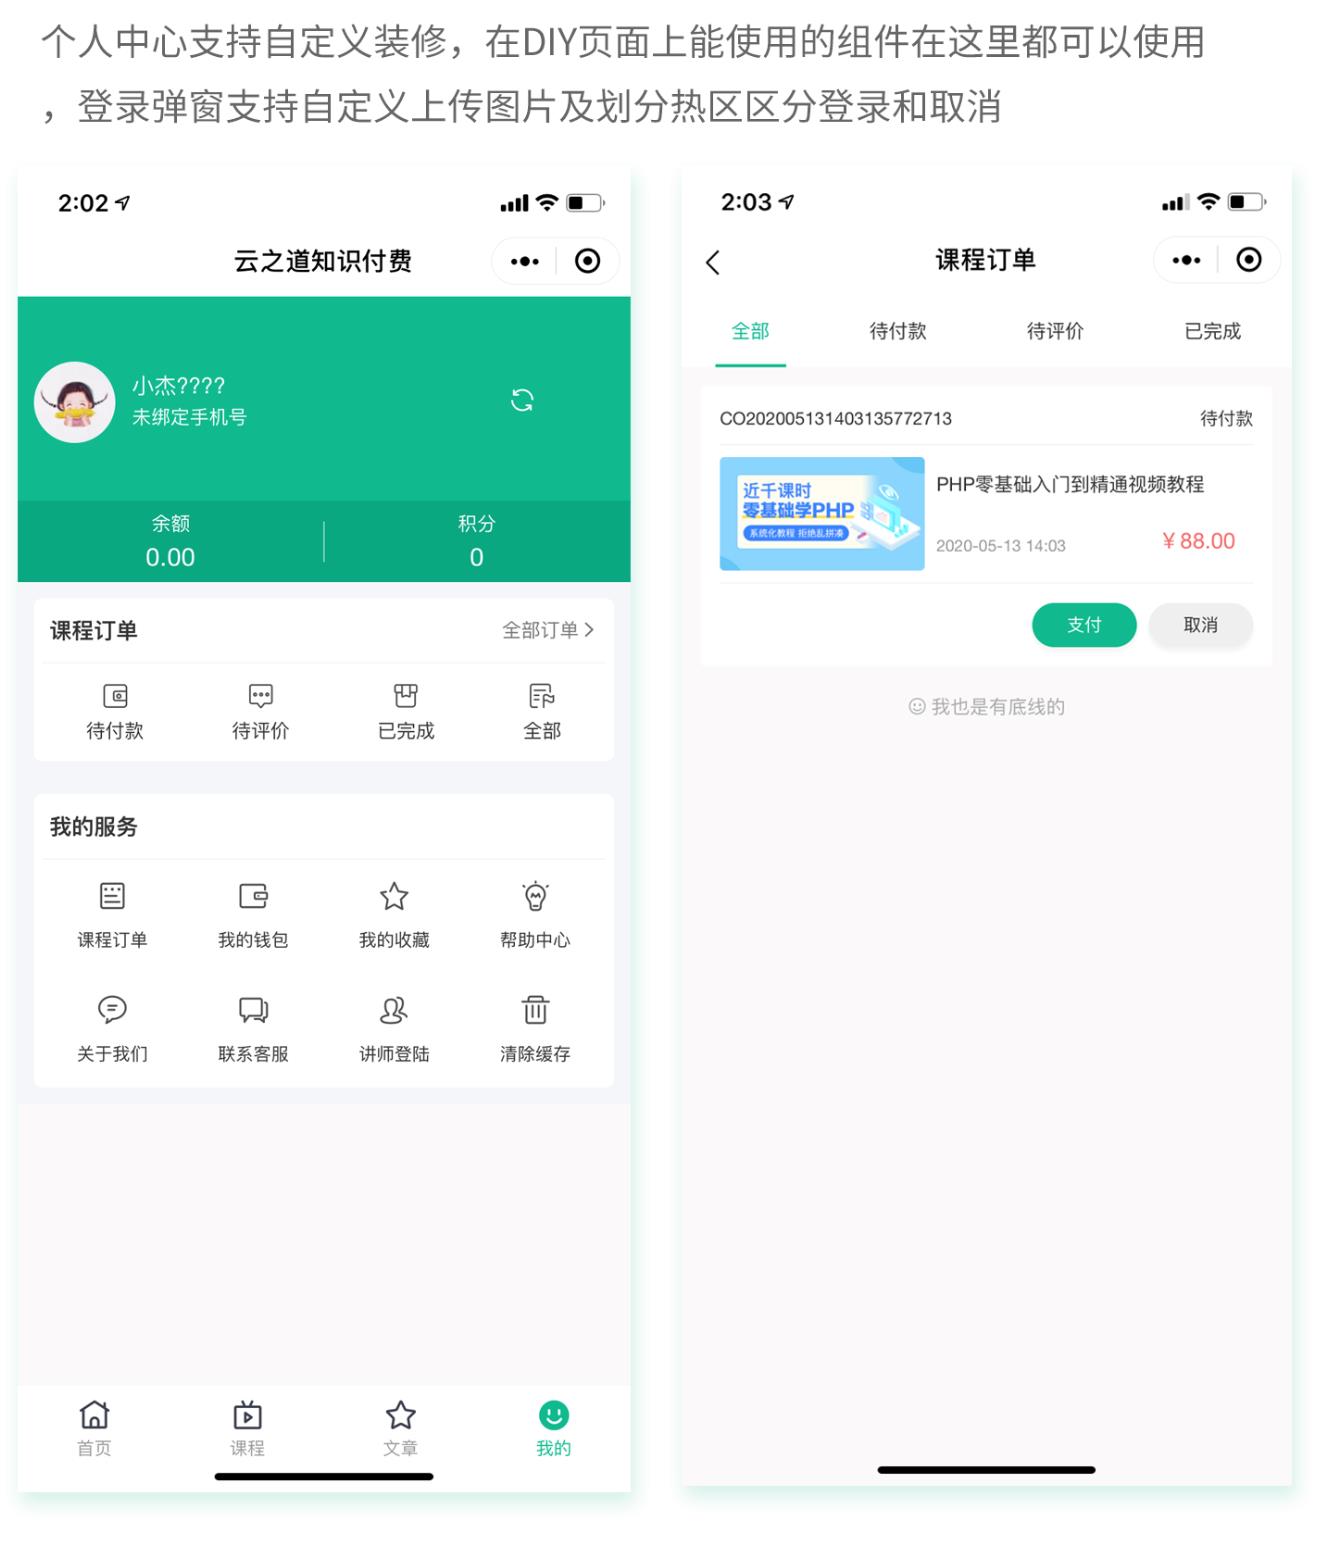 个人中心支持自定义装修，在DIY页面上能使用的组件在这里都可以使用
，登录弹窗支持自定义上传图片及划分热区区分登录和取消
2:02
云之道知识付费
小杰????
未绑定手机号
余额
积分
0.00
0
课程订单
全部订单
待付款
待评价
已完成
全部
我的服务
课程订单
我的钱包
我的收藏
帮助中心
关于我们
联系客服
讲师登陆
清除缓存
首页
课程
文章
我的
2:03
课程订单
全部
待付款
待评价
已完成
CO202005131403135772713
待付款
近千课时
零基础学PHP
系统化教程 拒绝乱拼凑
PHP零基础入门到精通视频教程
2020-05-13 14:03
￥88.00
支付
取消
我也是有底线的